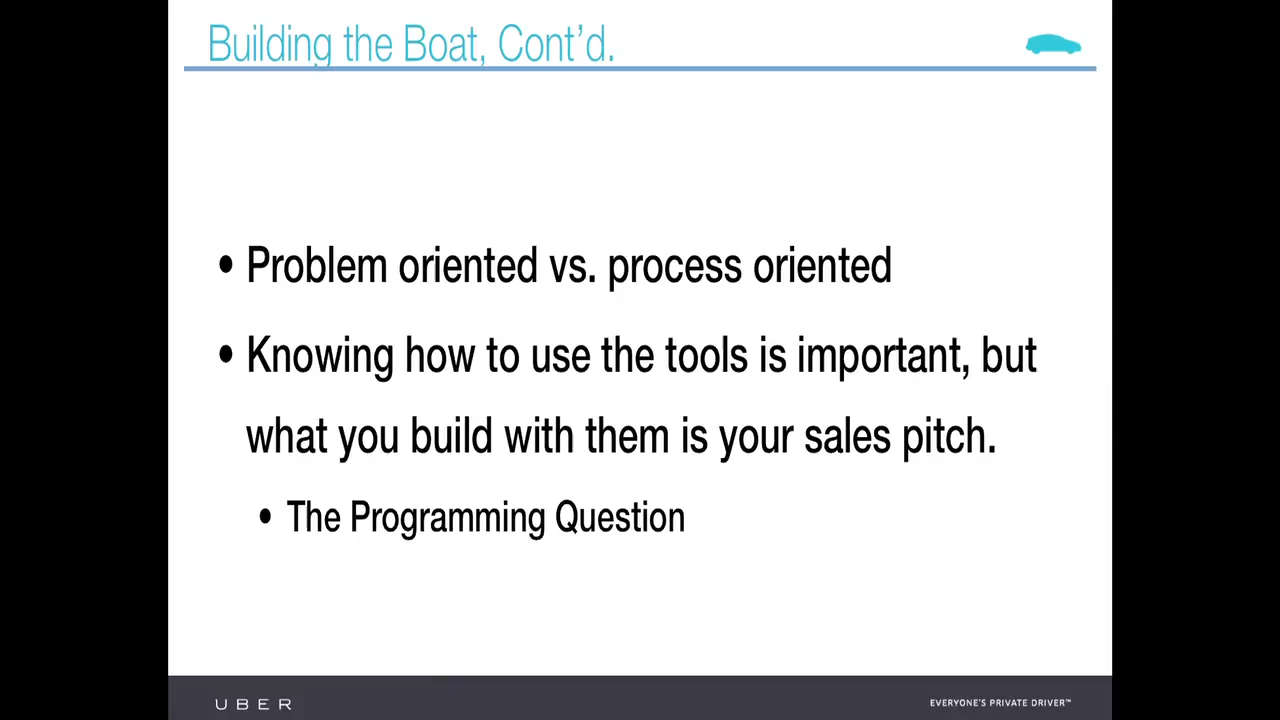 Building the Boat, Cont'd.
• Problem oriented vs. process oriented
• Knowing how to use the tools is important, but
what you build with them is your sales pitch.
• The Programming Question
UBER
EVERYONE'S PRIVATE DRIVER™